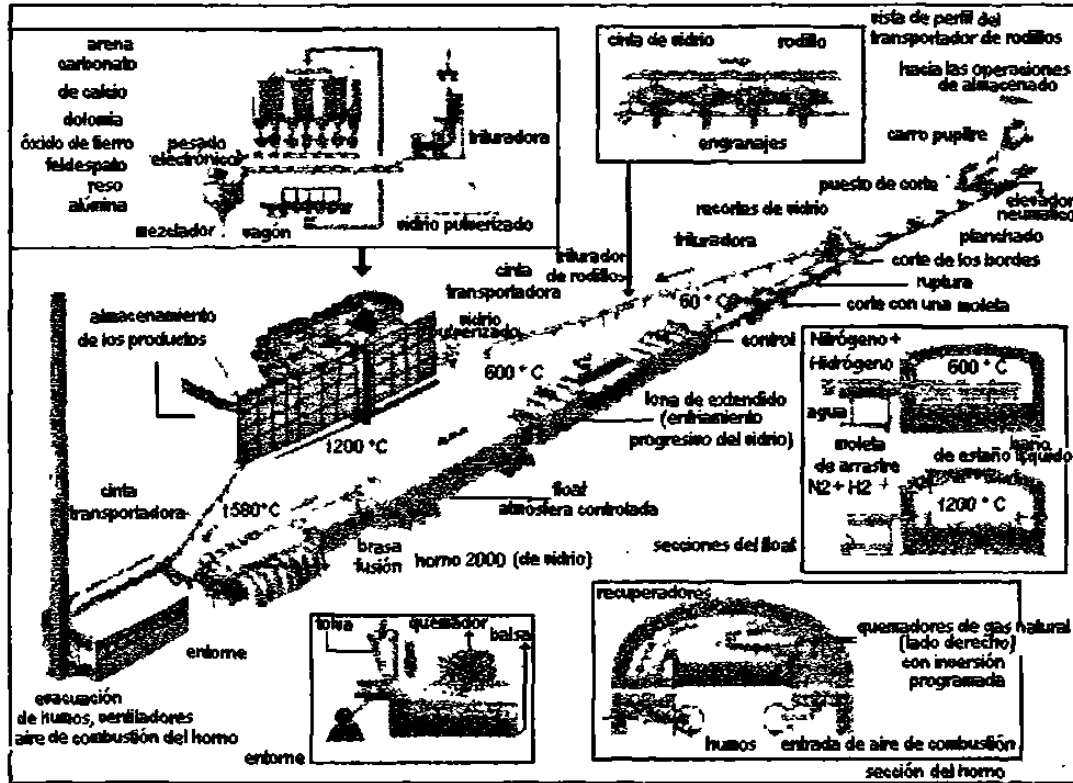 arena
carbonato
de calcio
dolomia
óxido de fierro
feldespato
reso
alúmina
pesado
electrónico
mezclador
vagón
trituradora
vidrio pulverizado
cinta de vidrio
rodillo
engranajes
vista de perfil del
transportador de rodillos
hacia las operaciones
de almacenado
carro pupitre
puesto de corte
elevador
neumático
recortes de vidrio
trituradora
planchado
corte de los bordes
ruptura
corte con una moleta
control
triturador
de rodillo
cinta
transportadora
vidrio
pulverizado
60 °C
600 °C
1200 °C
1580°C
almacenamiento
de los productos
cinta
transportadora
lona de extendido
(enfriamiento
progresivo del vidrio)
float
atmósfera controlada
brasa
fusión
horno 2000 (de vidrio)
entorne
evacuación
de humos, ventiladores
aire de combustión del horno
Nitrógeno +
Hidrógeno
600 °C
agua
moleta
de arrastre
baño
de estaño líquido
N2 + H2
1200 °C
secciones del float
tolva
quemador
balsa
entorne
recuperadores
quemadores de gas natural
(lado derecho)
con inversión
programada
humos
entrada de aire de combustión
sección del horno